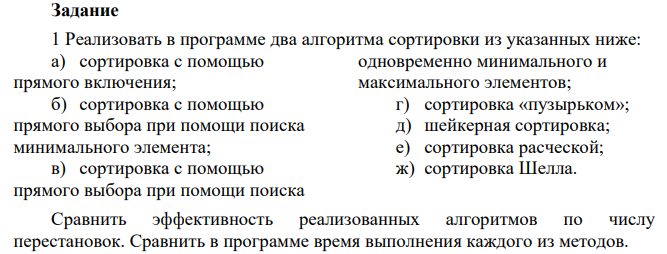 Задание
1 Реализовать в программе два алгоритма сортировки из указанных ниже:
а) сортировка с помощью
прямого включения;
б) сортировка с помощью
прямого выбора при помощи поиска
минимального элемента;
в) сортировка с помощью
прямого выбора при помощи поиска
одновременно минимального и
максимального элементов;
г) сортировка «пузырьком»;
д) шейкерная сортировка;
е) сортировка расческой;
ж) сортировка Шелла.
Сравнить эффективность реализованных алгоритмов по числу
перестановок. Сравнить в программе время выполнения каждого из методов.